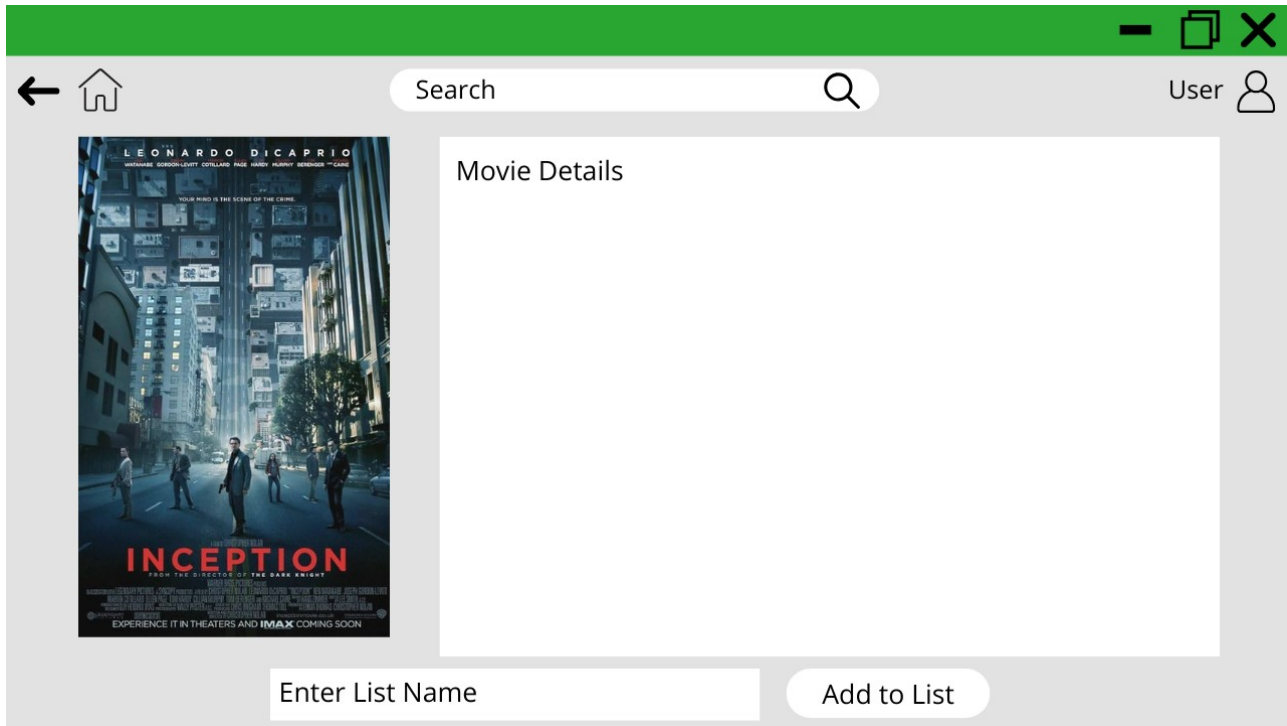 Search
User
LEONARDO DICAPRIO
WATANABE GORDON-LEVITT COTILLARD PAGE HARDY MURPHY BERENGER AND CAINE
YOUR MIND IS THE SCENE OF THE CRIME.
INCEPTION
FROM THE DIRECTOR OF THE DARK KNIGHT
EXPERIENCE IT IN THEATERS AND IMAX COMING SOON
Movie Details
Enter List Name
Add to List